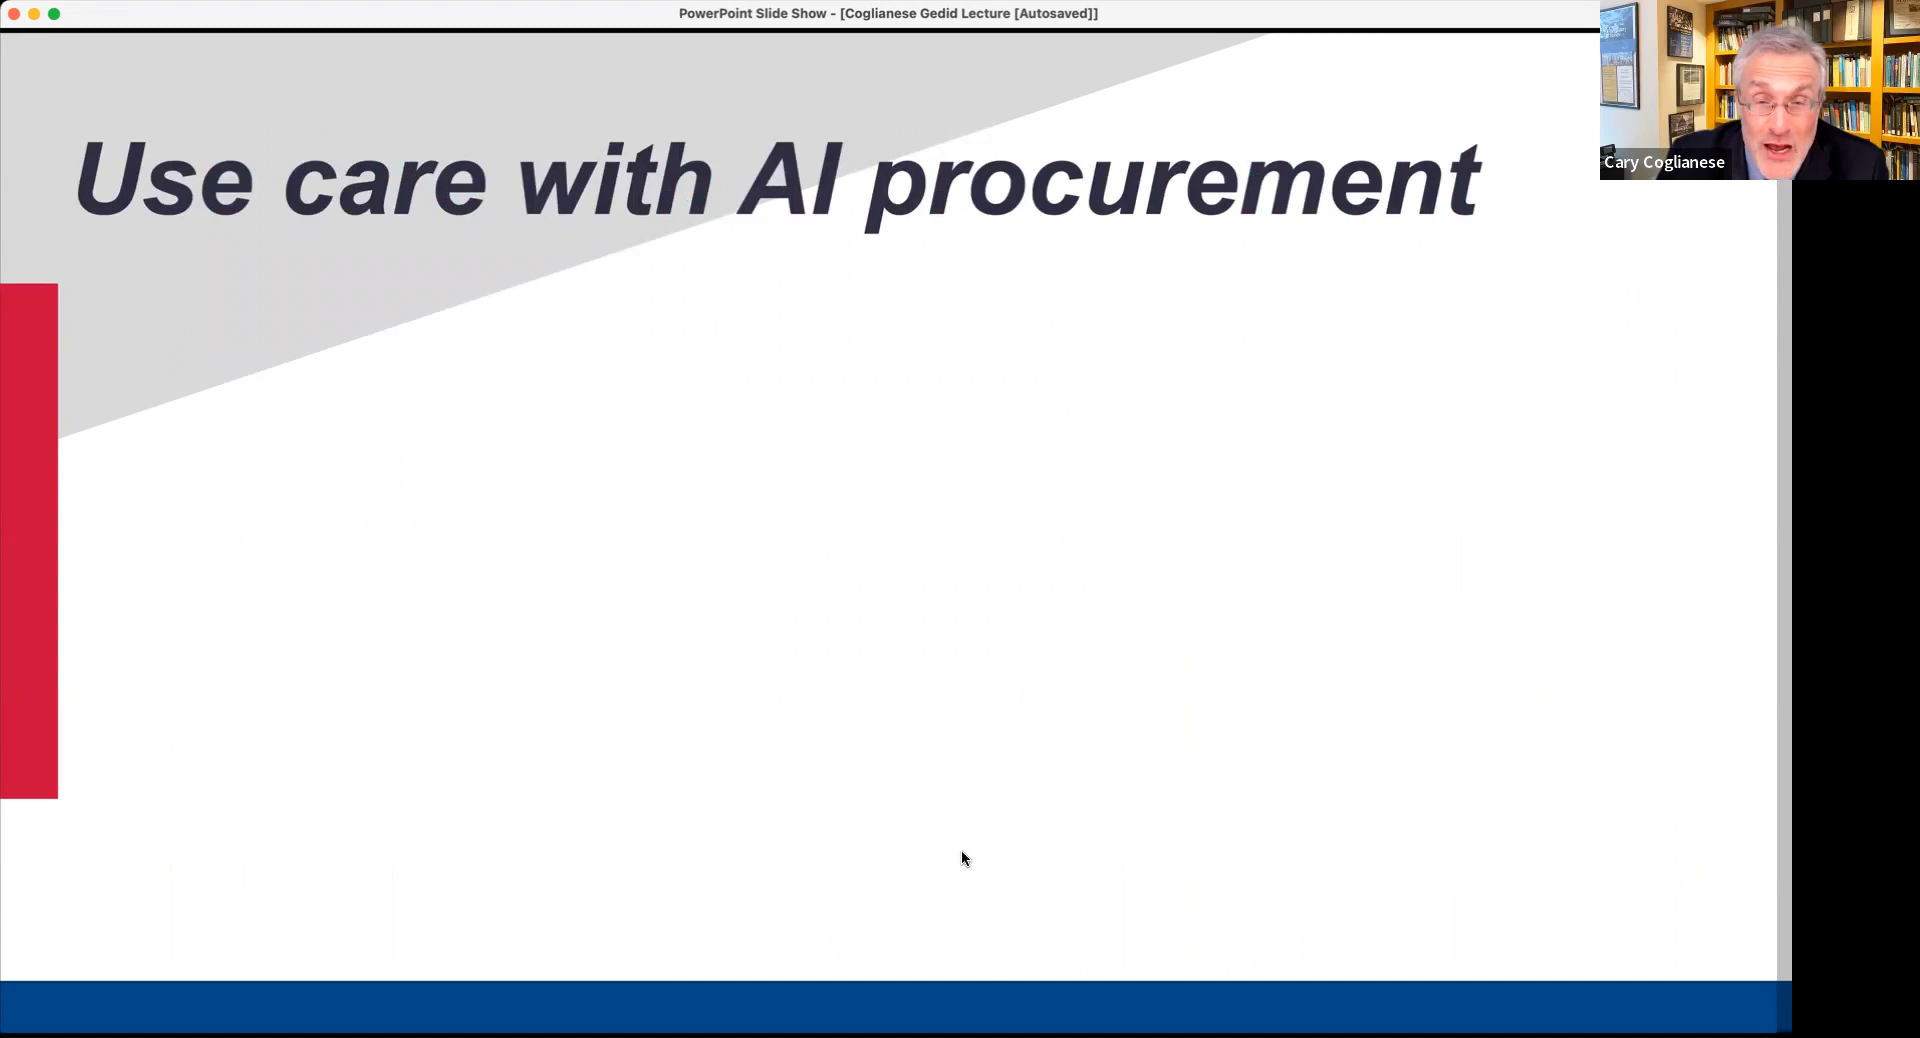 PowerPoint Slide Show - [Coglianese Gedid Lecture [Autosaved]]
Use care with AI procurement
Cary Coglianese